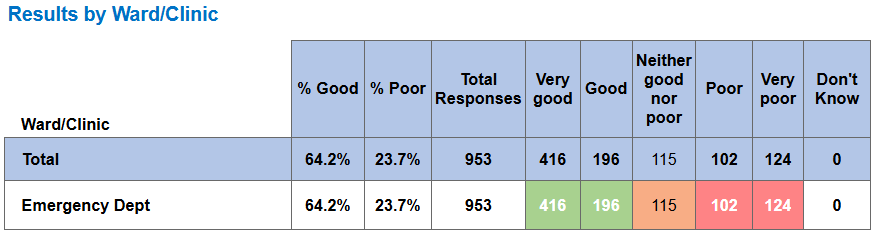 Results by Ward/Clinic
Ward/Clinic % Good % Poor Total Responses Very good Good Neither good nor poor Poor Very poor Don't Know
Total 64.2% 23.7% 953 416 196 115 102 124 0
Emergency Dept 64.2% 23.7% 953 416 196 115 102 124 0